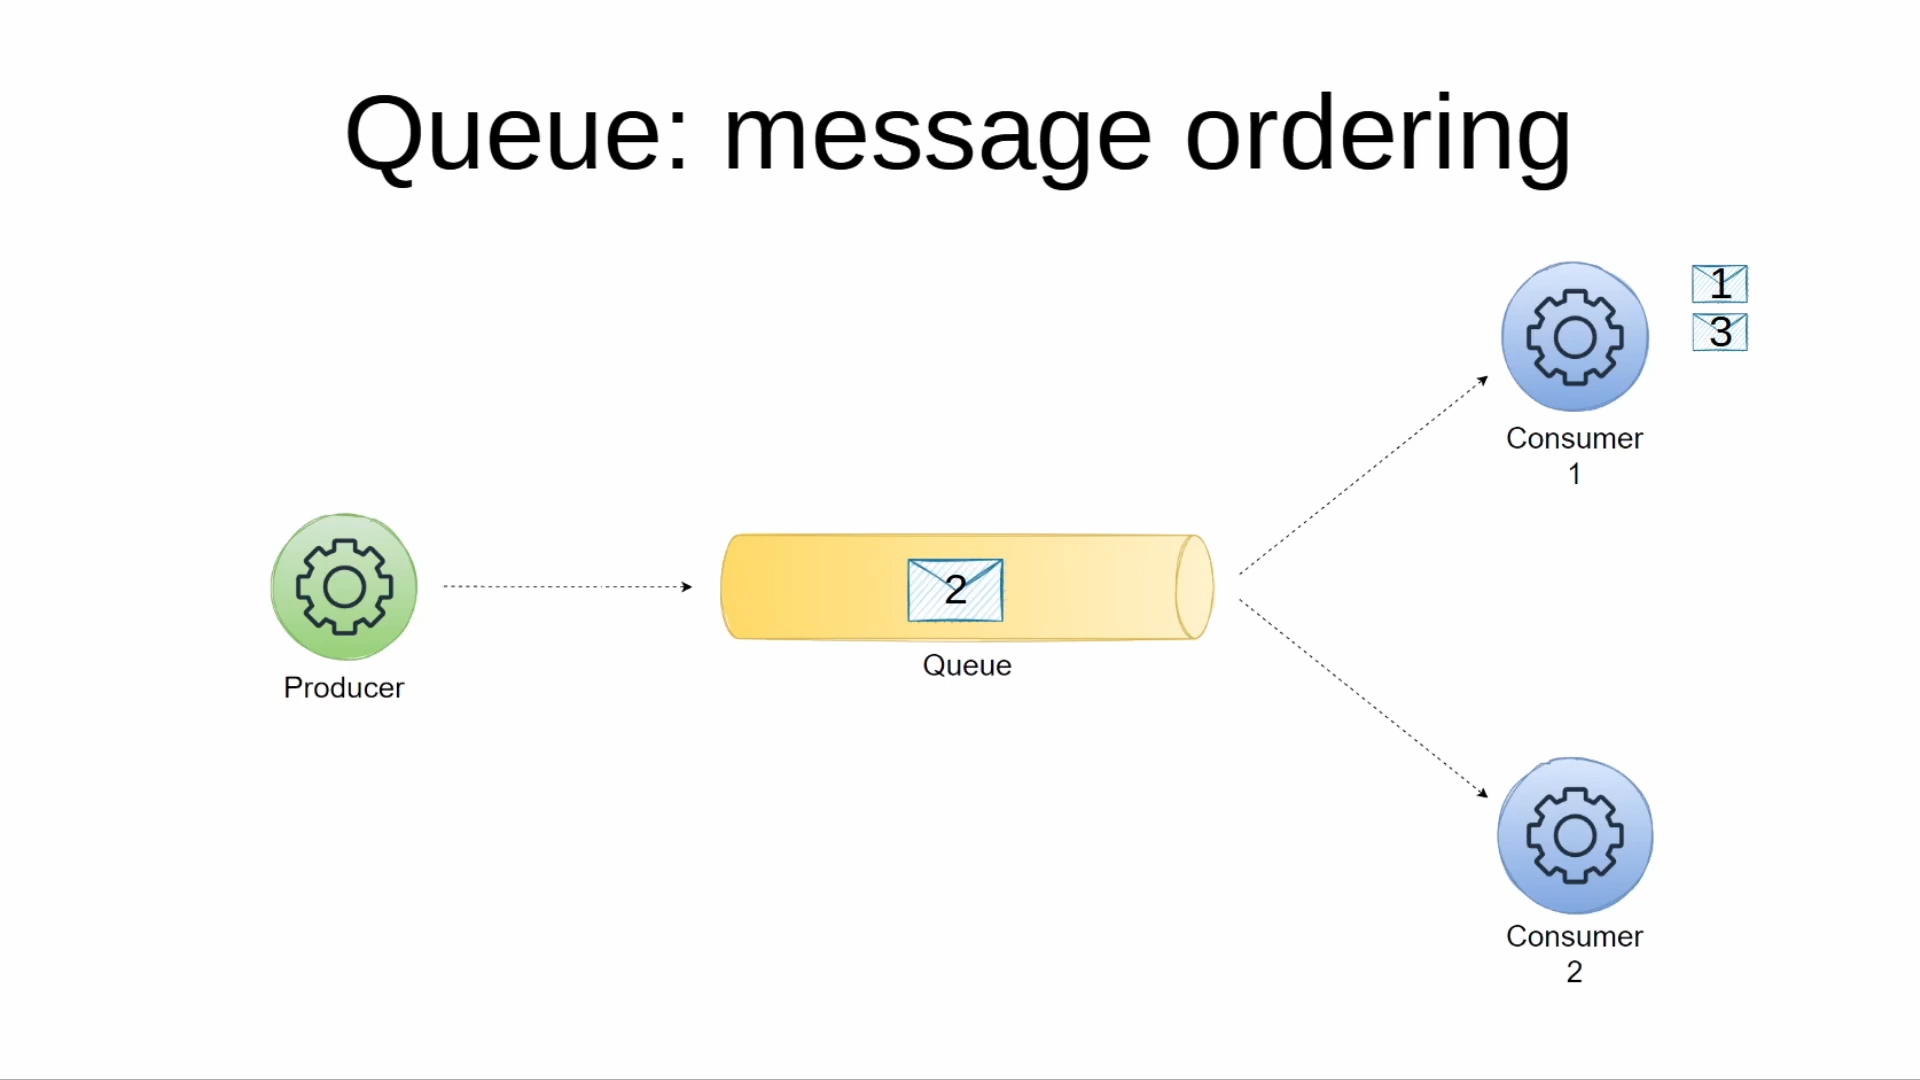 Queue: message ordering
1
3
Consumer
1
2
Queue
Producer
Consumer
2